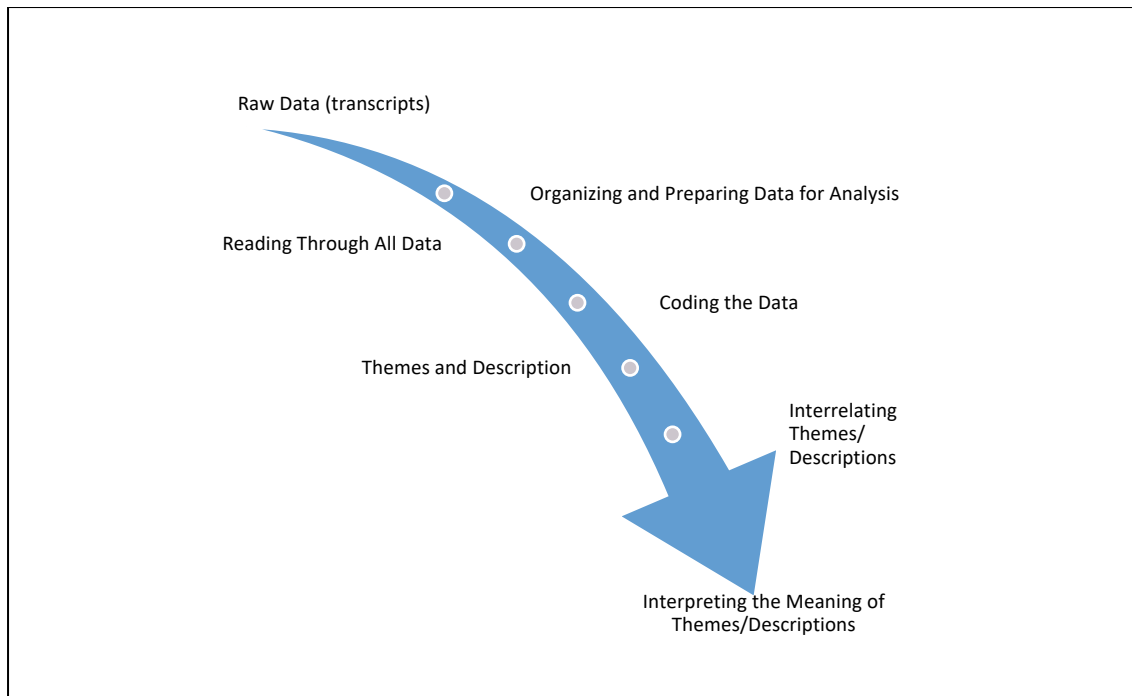 Raw Data (transcripts)
Organizing and Preparing Data for Analysis
Reading Through All Data
Coding the Data
Themes and Description
Interrelating
Themes/
Descriptions
Interpreting the Meaning of
Themes/Descriptions